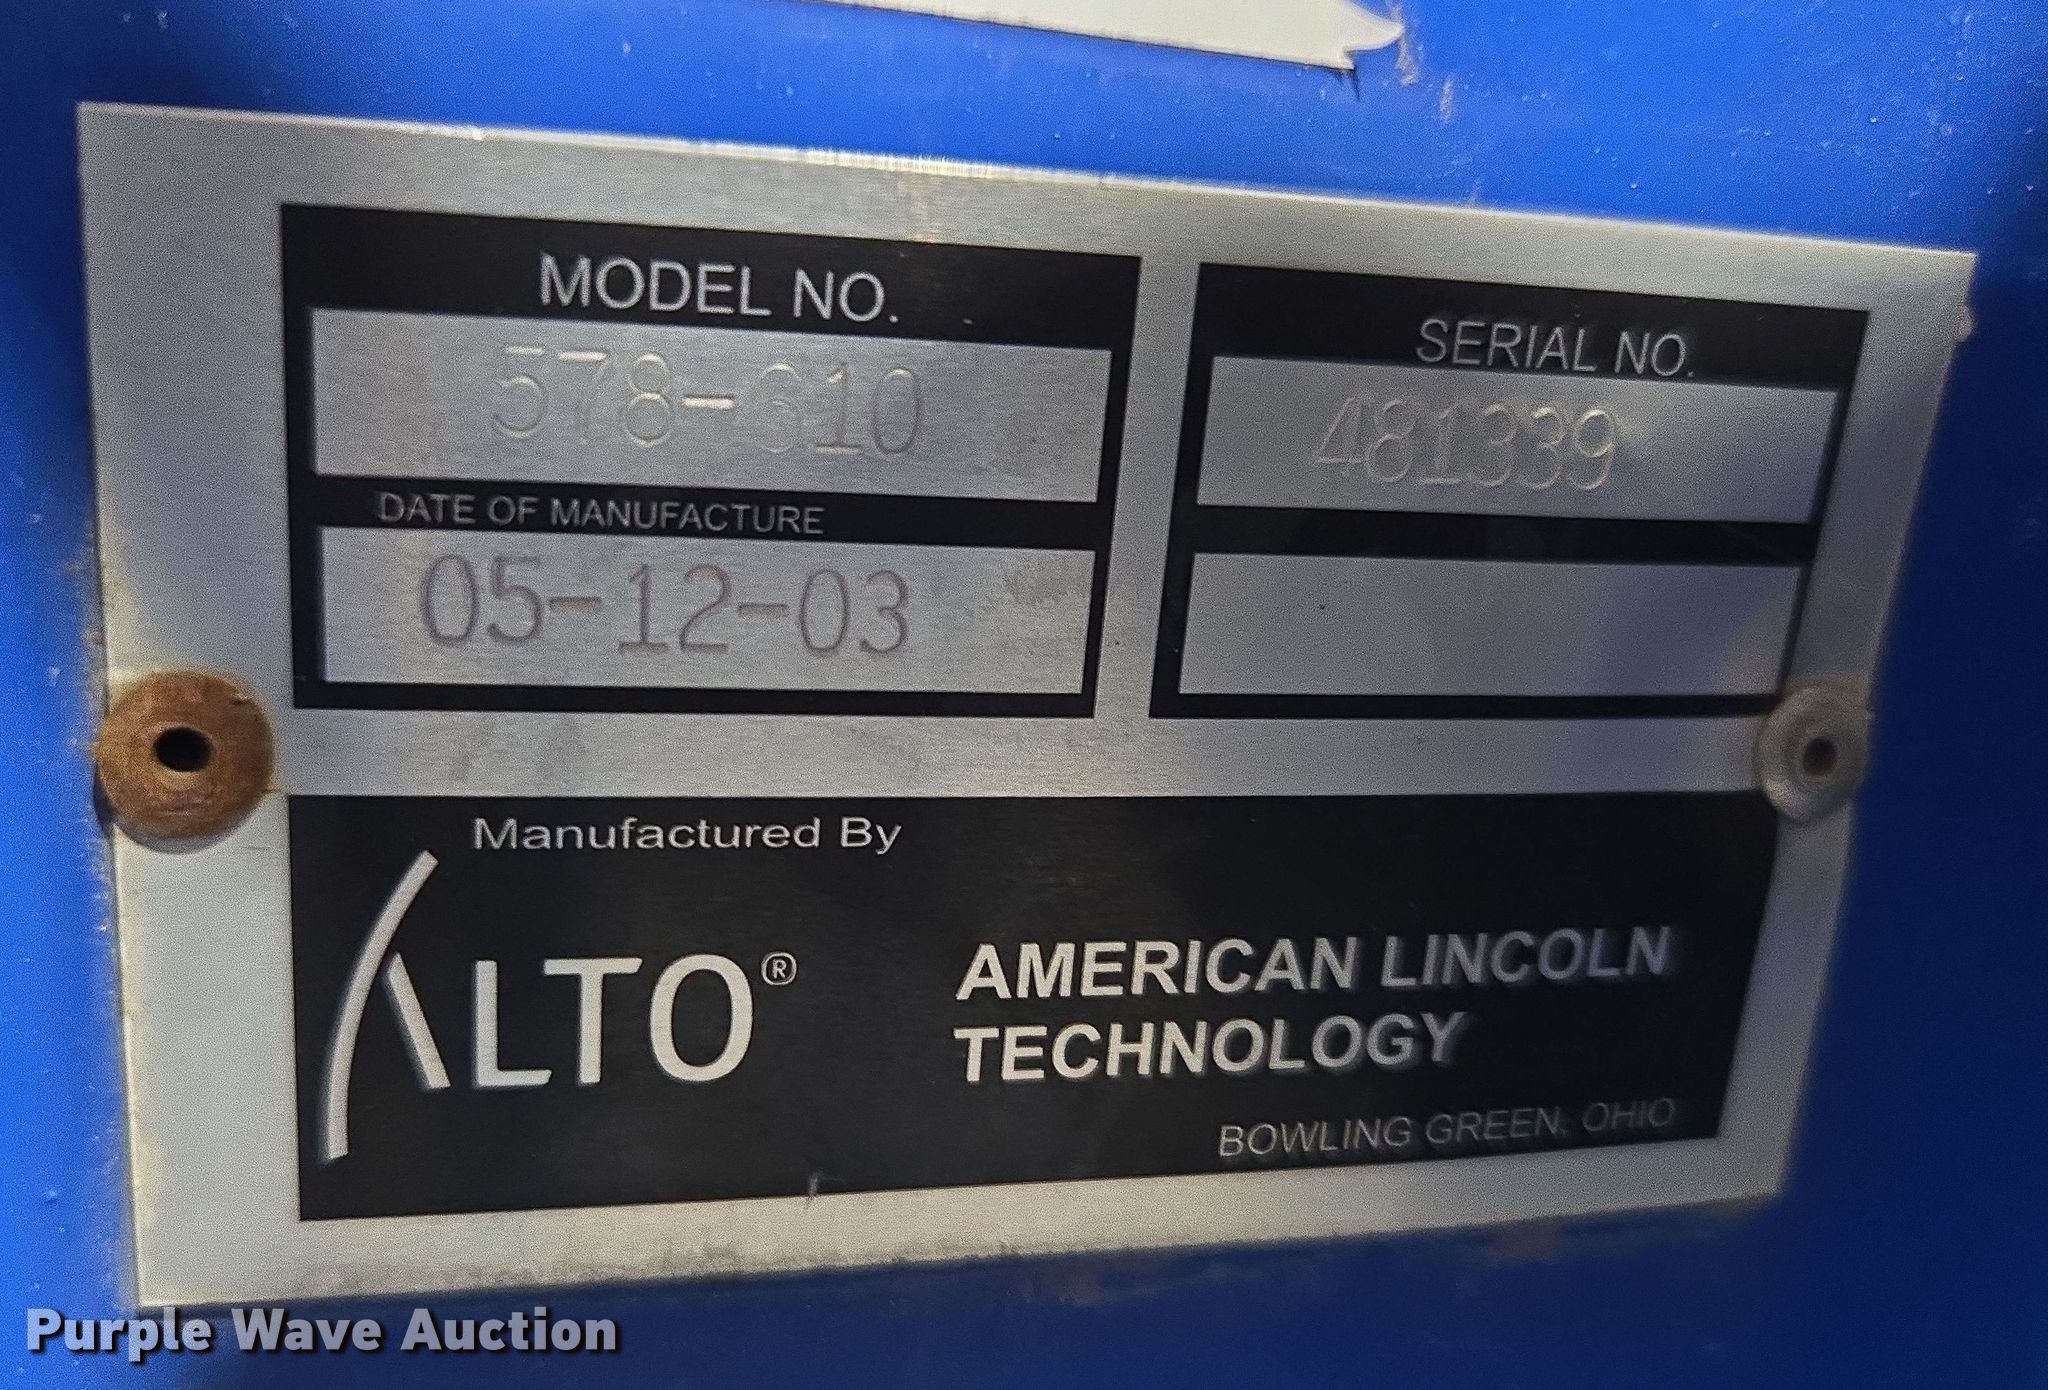 MODEL NO.
578-610
DATE OF MANUFACTURE
05-12-03
SERIAL NO.
481339
Manufactured By
ALTO®
AMERICAN LINCOLN
TECHNOLOGY
BOWLING GREEN, OHIO
Purple Wave Auction